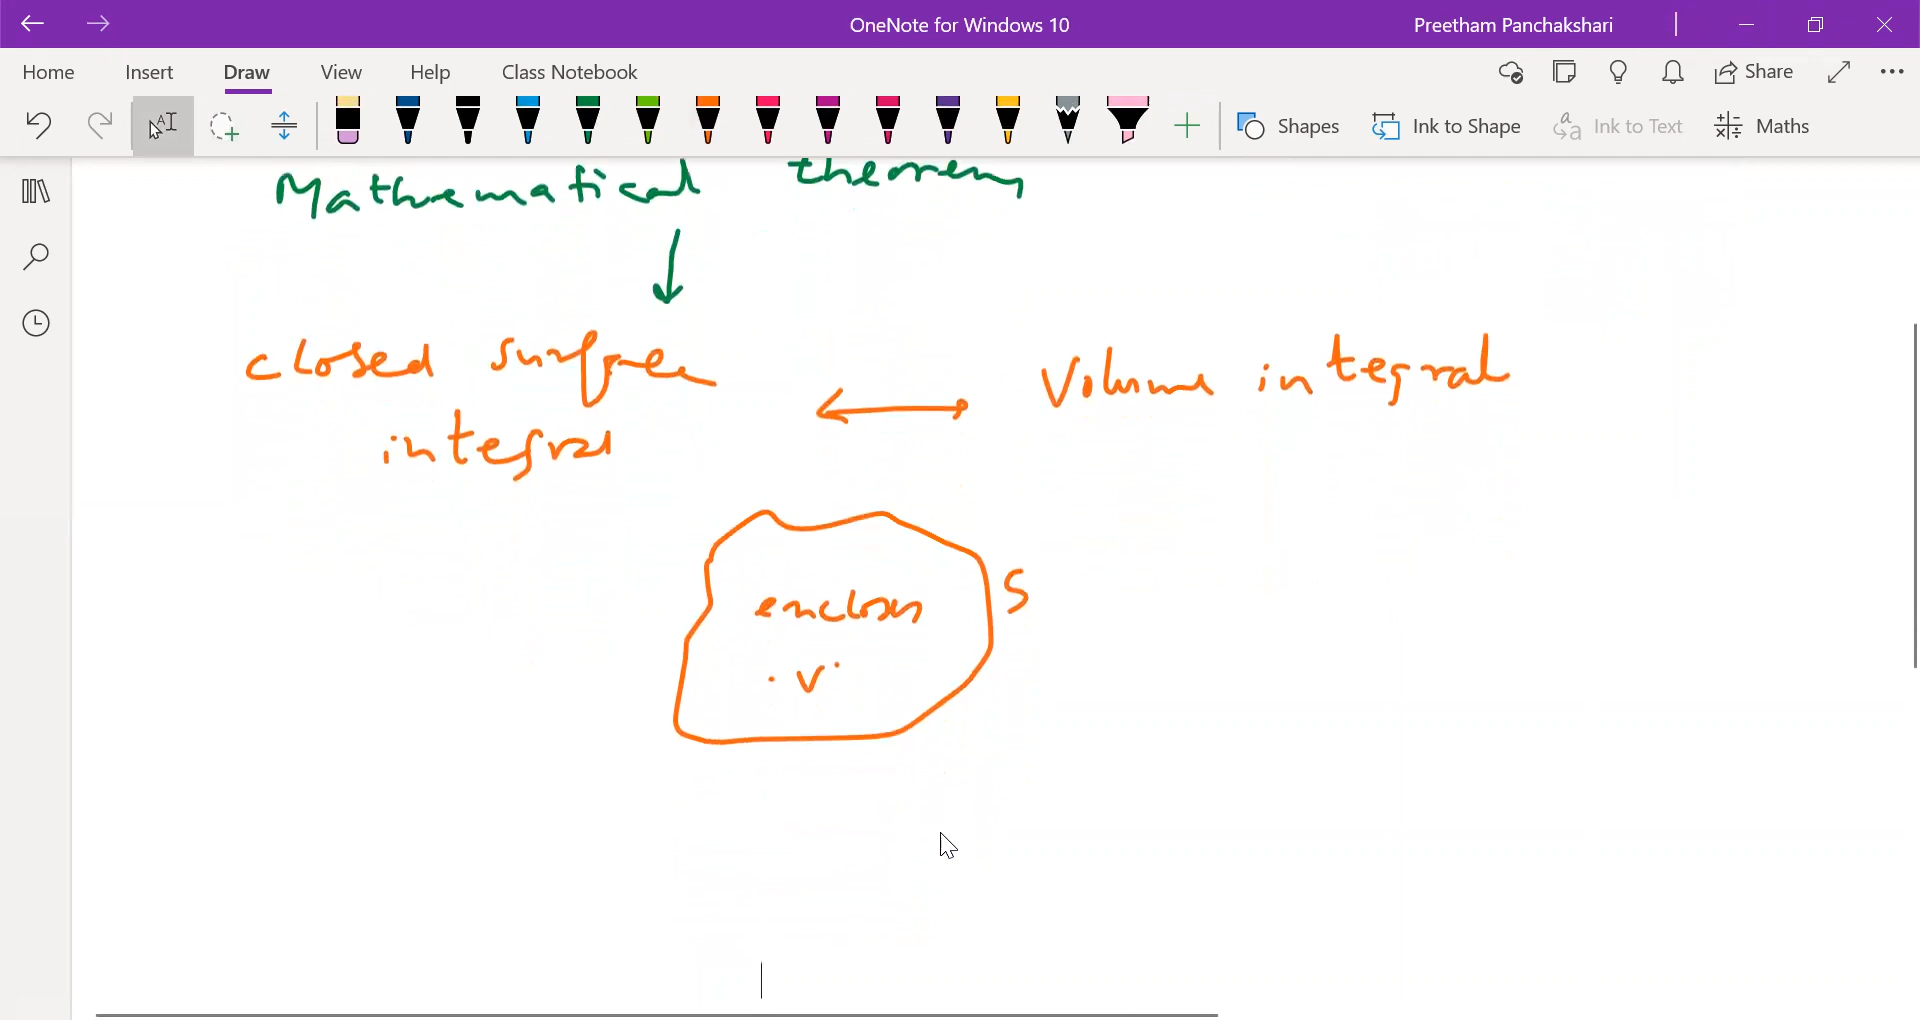 OneNote for Windows 10
Preetham Panchakshari
Home Insert Draw View Help Class Notebook
Share
Shapes Ink to Shape Ink to Text Maths
Mathematical theorem
closed surface
integral
Volume integral
S
encloses
V